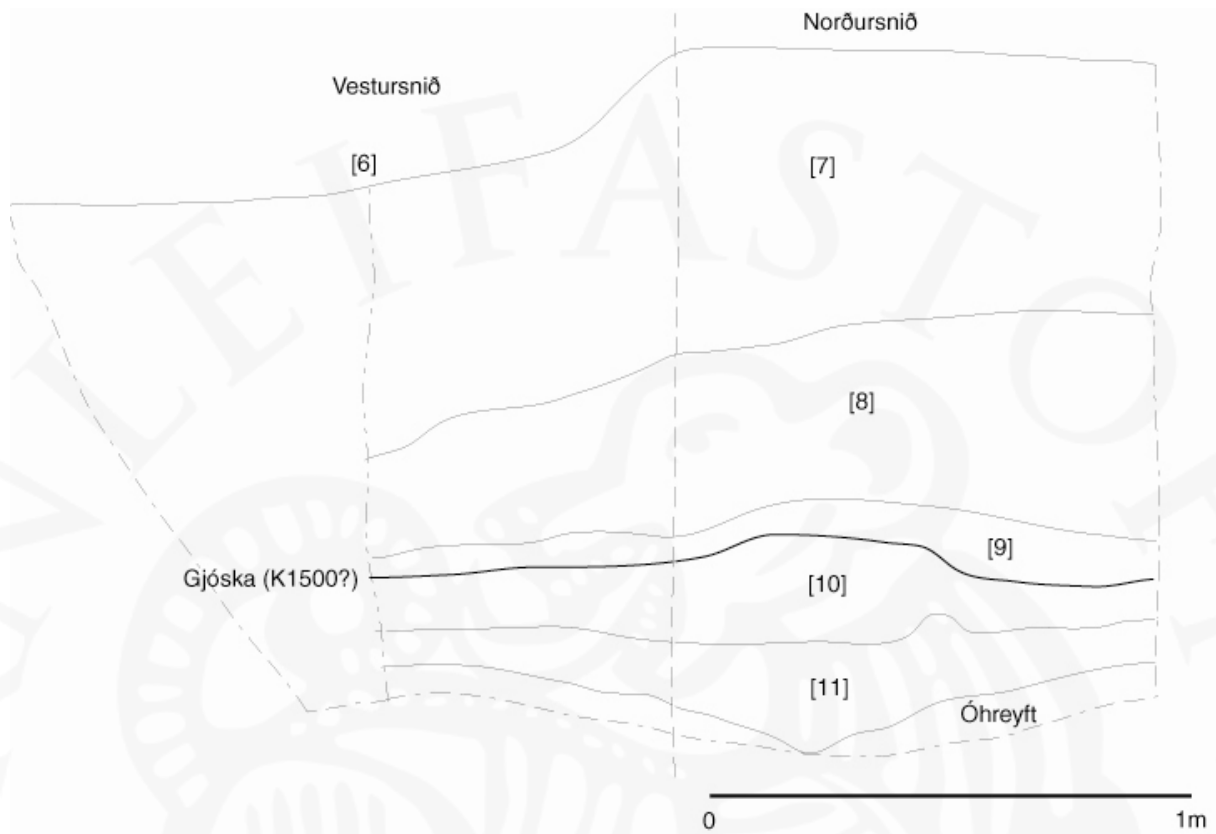 Norðursnið
Vestursnið
[6]
[7]
[8]
[9]
Gjóska (K1500?)
[10]
[11]
Óhreyft
0
1m